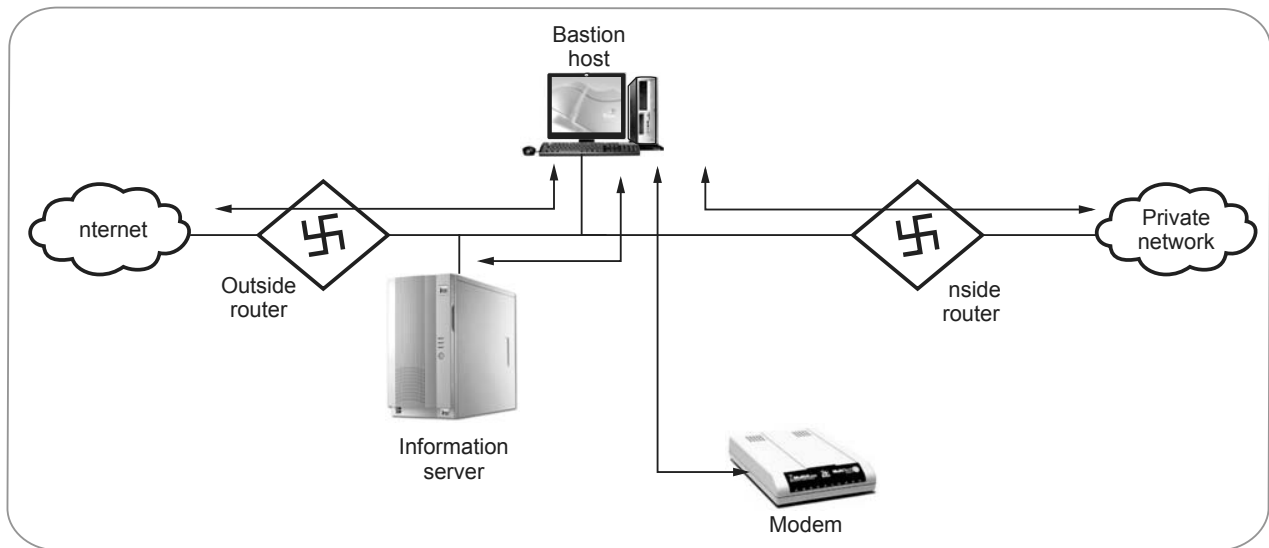 Bastion
host
nternet
Outside
router
Private
network
nside
router
Information
server
Modem